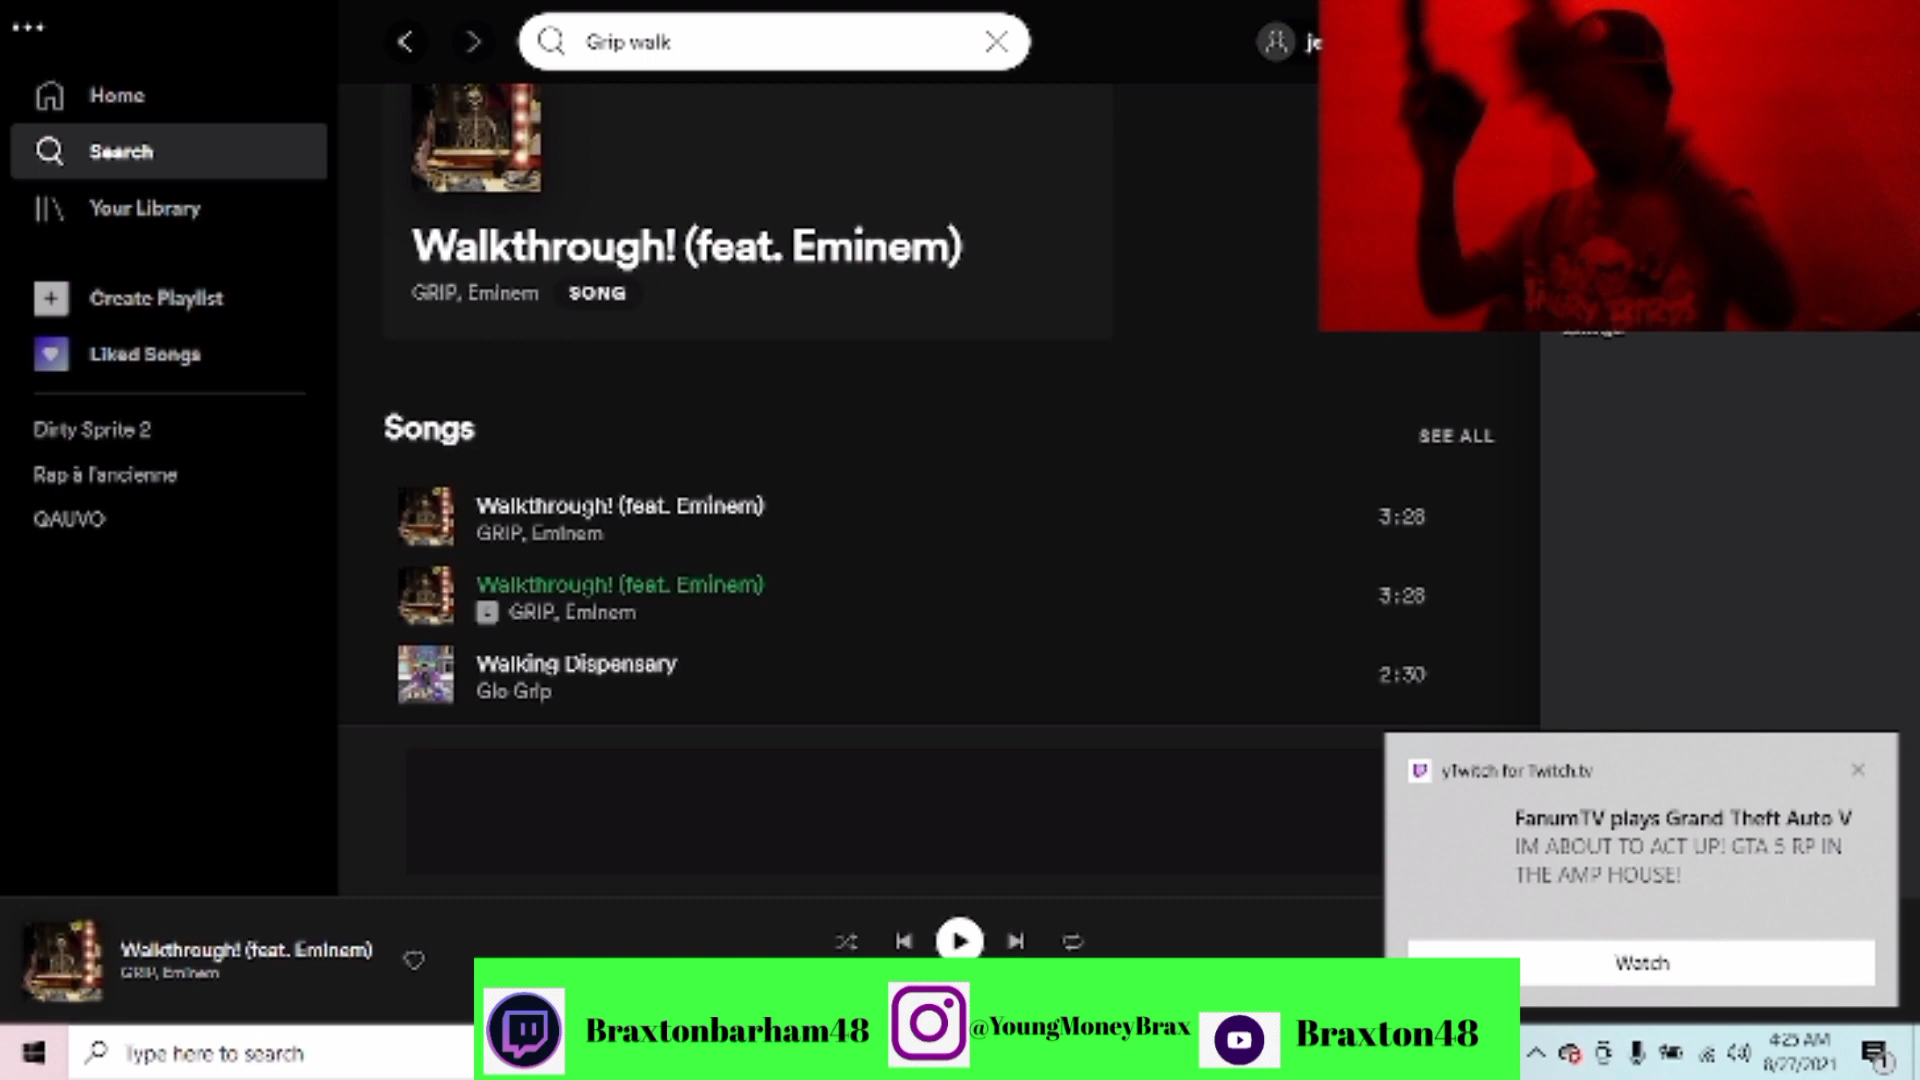 Grip walk
je
Home
Search
Your Library
Create Playlist
Liked Songs
Dirty Sprite 2
Rap à l'ancienne
QAUVO
Walkthrough! (feat. Eminem)
GRIP, Eminem SONG
Songs
SEE ALL
Walkthrough! (feat. Eminem)
GRIP, Eminem
3:28
Walkthrough! (feat. Eminem)
E GRIP, Eminem
3:28
Walking Dispensary
Glo Grip
2:30
yTwitch for Twitch.tv
FanumTV plays Grand Theft Auto V
IM ABOUT TO ACT UP! GTA 5 RP IN
THE AMP HOUSE!
Watch
Walkthrough! (feat. Eminem)
GRIP, Eminem
Braxtonbarham48
@YoungMoneyBrax
Braxton48
Type here to search
4:25 AM
8/27/2021
1